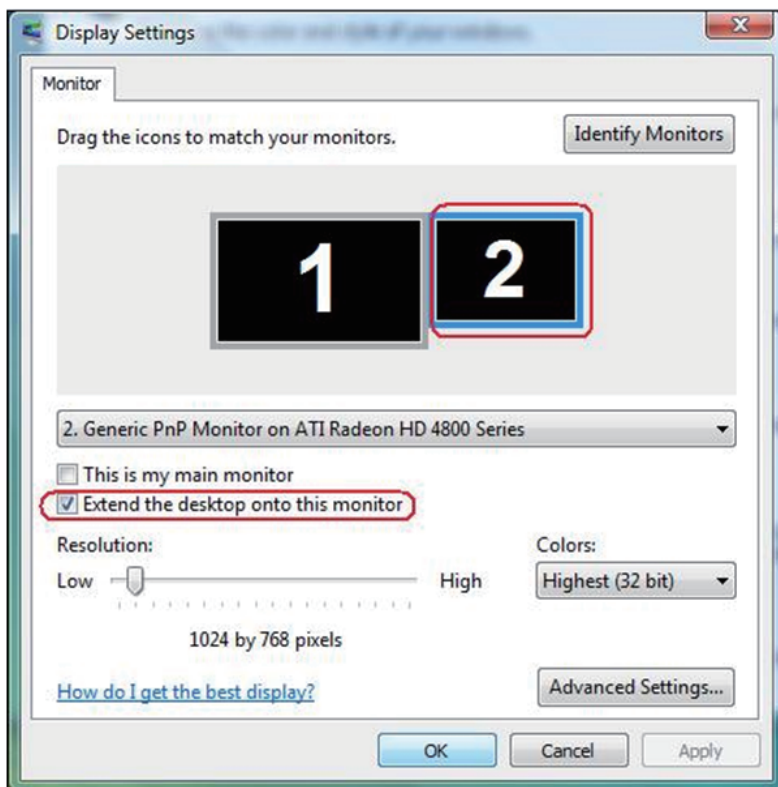 Display Settings
Monitor
Drag the icons to match your monitors.
Identify Monitors
1
2
2. Generic PnP Monitor on ATI Radeon HD 4800 Series
This is my main monitor
Extend the desktop onto this monitor
Resolution:
Colors:
Low
High
Highest (32 bit)
1024 by 768 pixels
How do I get the best display?
Advanced Settings...
OK
Cancel
Apply